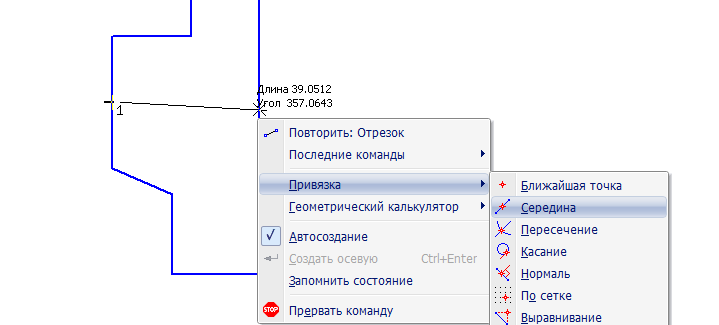 Длина 39.0512
Угол 357.0643
1
Повторить: Отрезок
Последние команды
Привязка
Геометрический калькулятор
Автосоздание
Создать осевую Ctrl+Enter
Запомнить состояние
STOP Прервать команду
Ближайшая точка
Середина
Пересечение
Касание
Нормаль
По сетке
Выравнивание